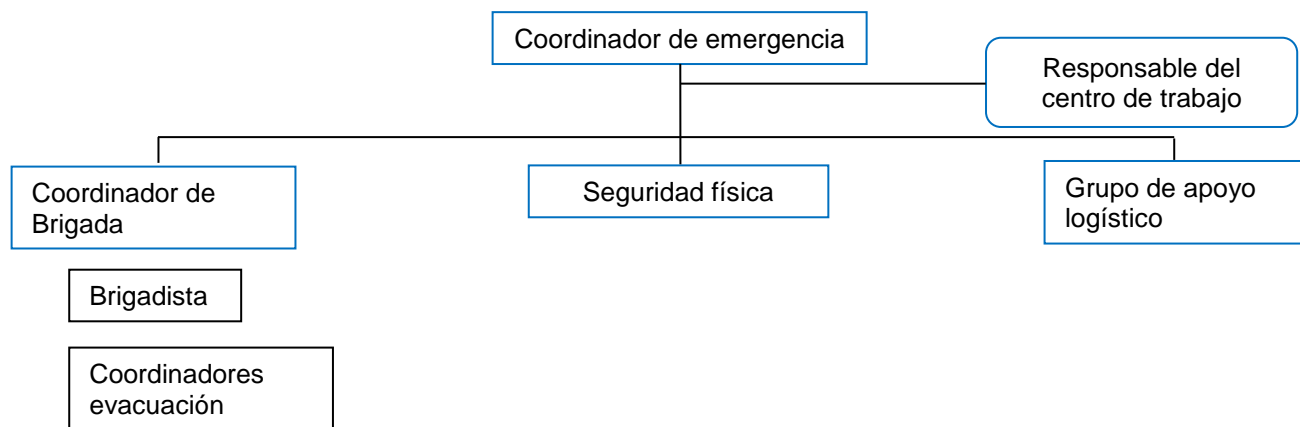 Coordinador de emergencia
Responsable del
centro de trabajo
Coordinador de
Brigada
Seguridad física
Grupo de apoyo
logístico
Brigadista
Coordinadores
evacuación